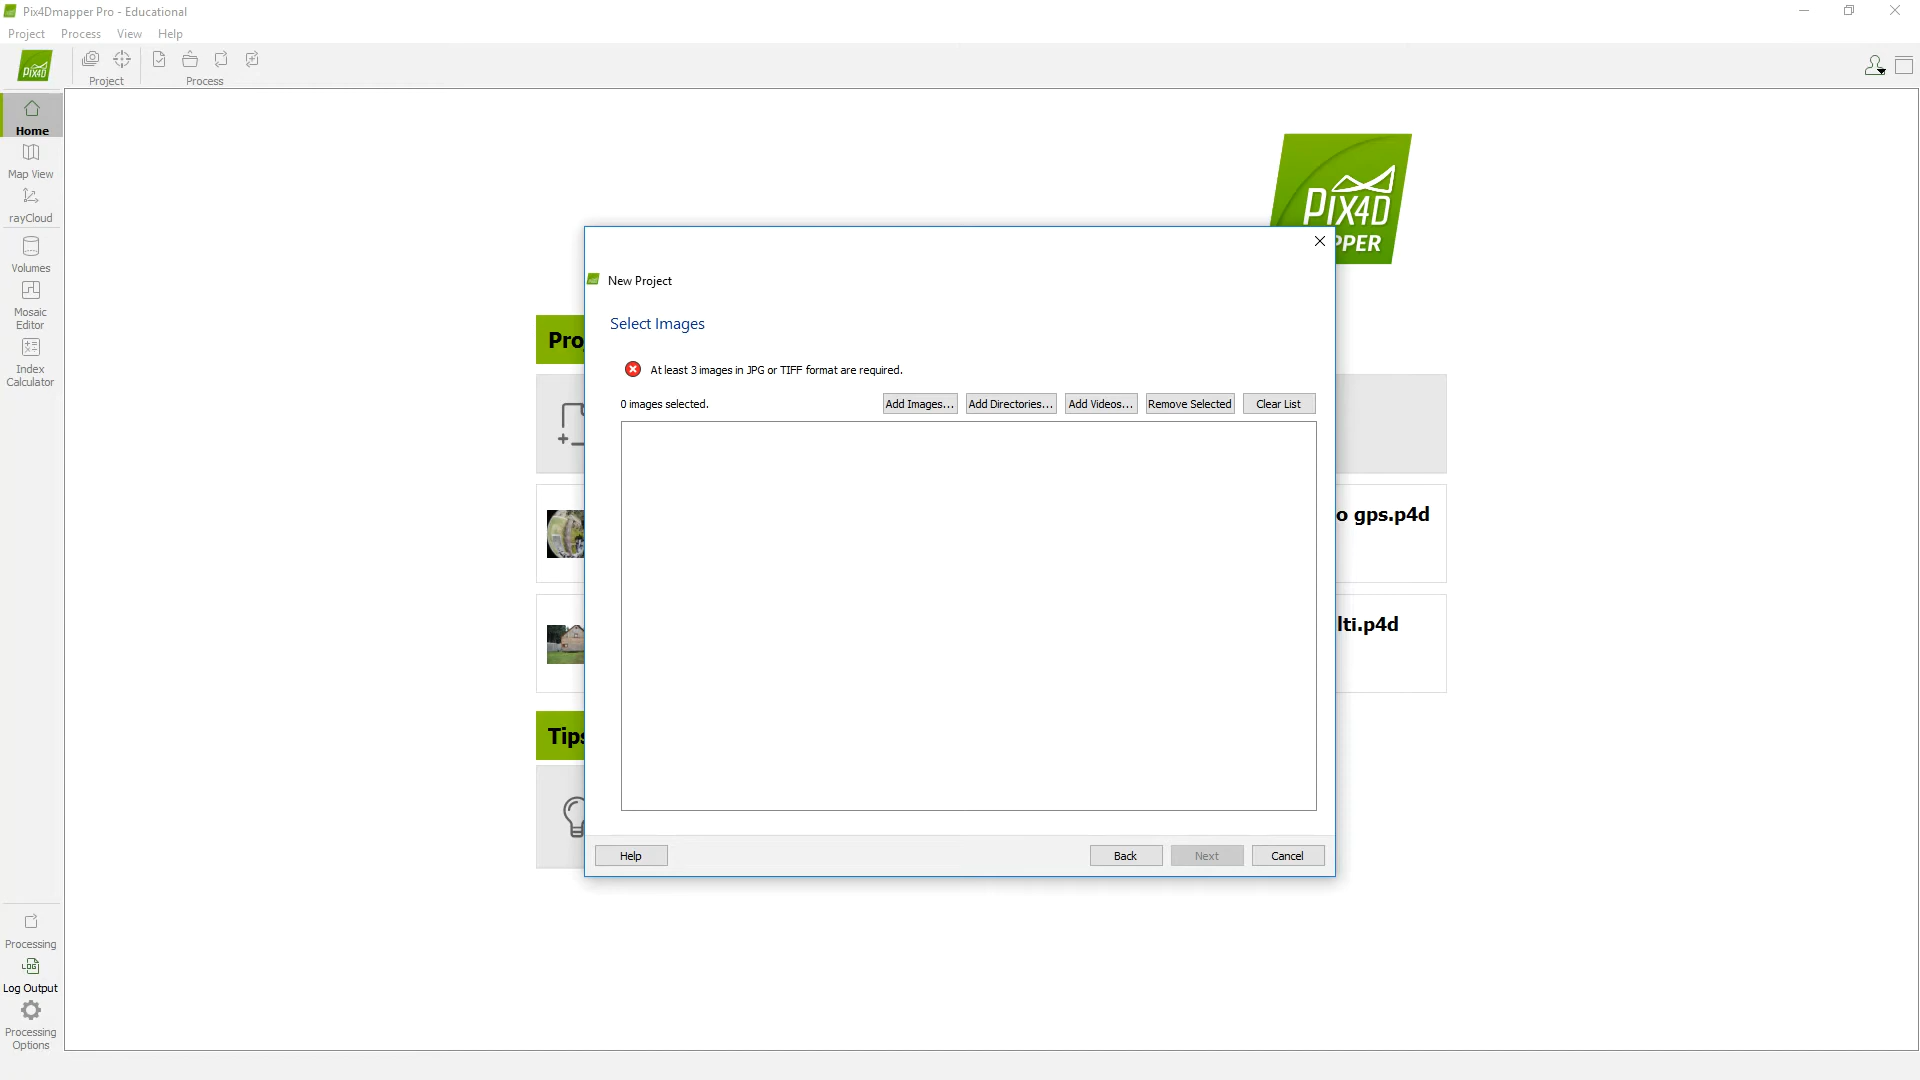 Pix4Dmapper Pro - Educational
Project Process View Help
PIX4D
Project
Process
Home
Map View
rayCloud
Volumes
Mosaic
Editor
Index
Calculator
PIX4D
PPER
New Project
Select Images
At least 3 images in JPG or TIFF format are required.
0 images selected.
Add Images... Add Directories... Add Videos... Remove Selected Clear List
Pro
o gps.p4d
lti.p4d
Tips
Help Back Next Cancel
Processing
LOG
Log Output
Processing
Options